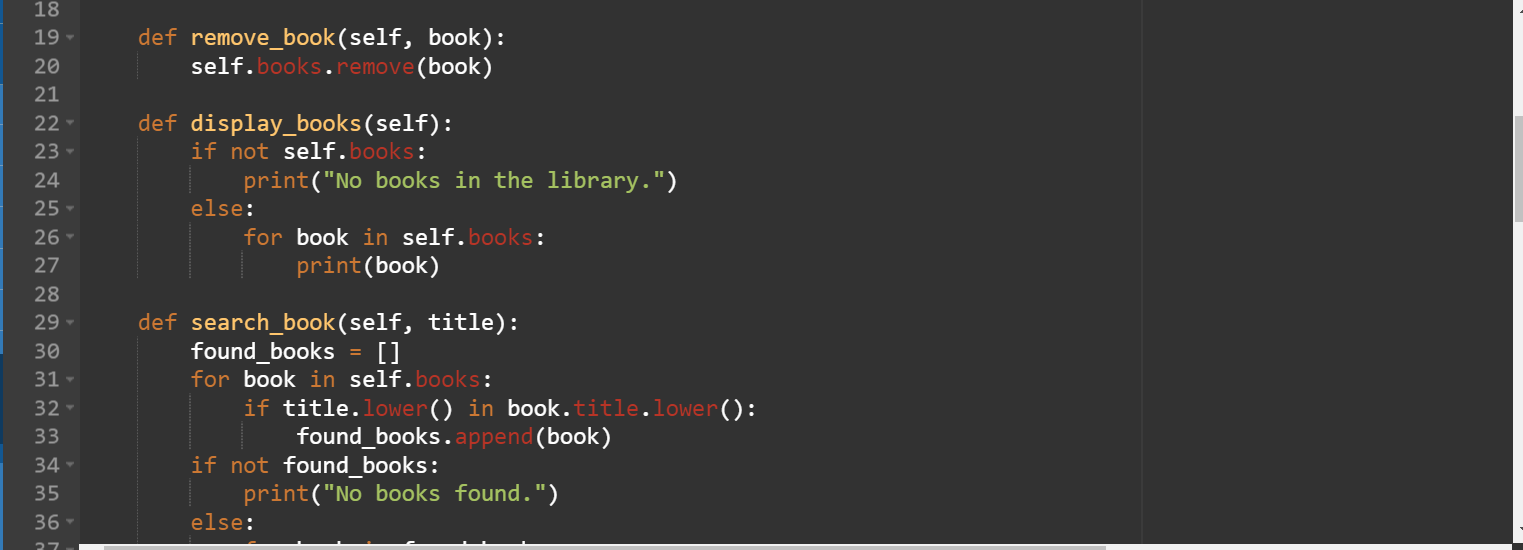 18
19 def remove_book(self, book):
20 self.books.remove(book)
21
22 def display_books(self):
23 if not self.books:
24 print("No books in the library.")
25 else:
26 for book in self.books:
27 print(book)
28
29 def search_book(self, title):
30 found_books = []
31 for book in self.books:
32 if title.lower() in book.title.lower():
33 found_books.append(book)
34 if not found_books:
35 print("No books found.")
36 else:
37